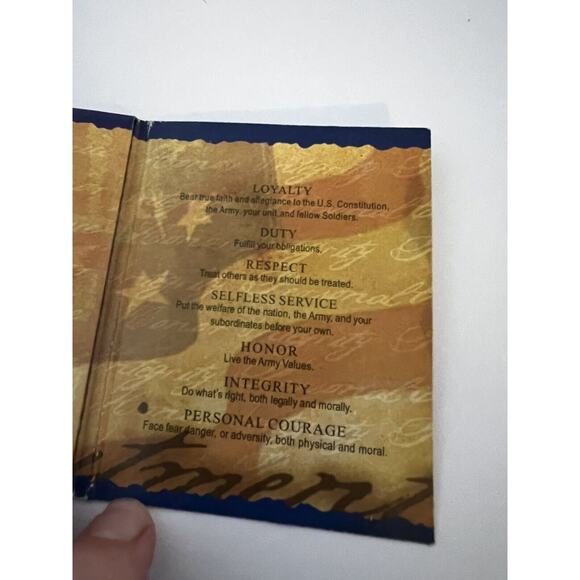 LOYALTY
Bear true faith and allegiance to the U.S. Constitution,
the Army, your unit, and fellow Soldiers.
DUTY
Fulfill your obligations.
RESPECT
Treat others as they should be treated.
SELFLESS SERVICE
Put the welfare of the nation, the Army, and your
subordinates before your own.
HONOR
Live the Army Values.
INTEGRITY
Do what's right, both legally and morally.
PERSONAL COURAGE
Face fear, danger, or adversity, both physical and moral.